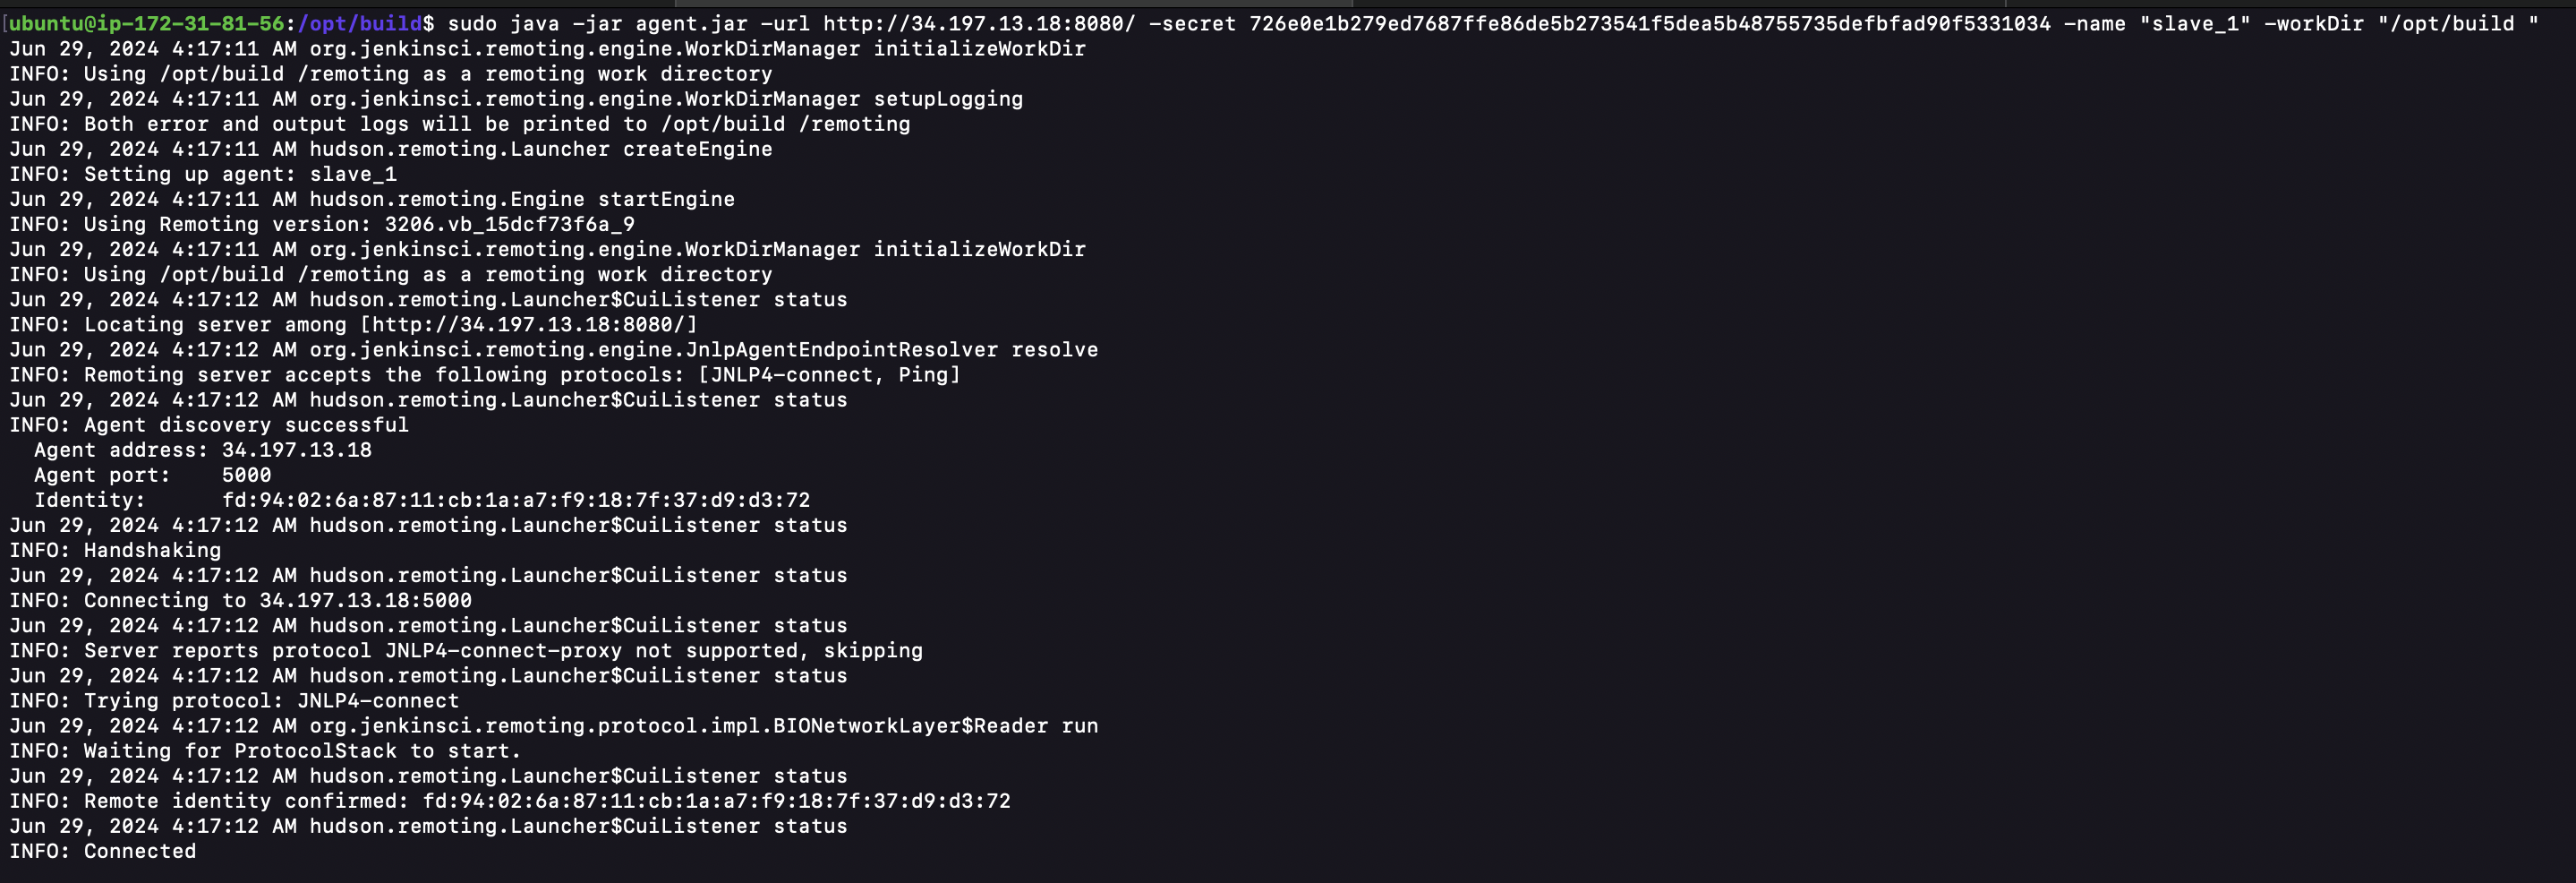 [ubuntu@ip-172-31-81-56:/opt/build$ sudo java -jar agent.jar -url http://34.197.13.18:8080/ -secret 726e0e1b279ed7687ffe86de5b273541f5dea5b48755735defbfad90f5331034 -name "slave_1" -workDir "/opt/build "
Jun 29, 2024 4:17:11 AM org.jenkinsci.remoting.engine.WorkDirManager initializeWorkDir
INFO: Using /opt/build /remoting as a remoting work directory
Jun 29, 2024 4:17:11 AM org.jenkinsci.remoting.engine.WorkDirManager setupLogging
INFO: Both error and output logs will be printed to /opt/build /remoting
Jun 29, 2024 4:17:11 AM hudson.remoting.Launcher createEngine
INFO: Setting up agent: slave_1
Jun 29, 2024 4:17:11 AM hudson.remoting.Engine startEngine
INFO: Using Remoting version: 3206.vb_15dcf73f6a_9
Jun 29, 2024 4:17:11 AM org.jenkinsci.remoting.engine.WorkDirManager initializeWorkDir
INFO: Using /opt/build /remoting as a remoting work directory
Jun 29, 2024 4:17:12 AM hudson.remoting.Launcher$CuiListener status
INFO: Locating server among [http://34.197.13.18:8080/]
Jun 29, 2024 4:17:12 AM org.jenkinsci.remoting.engine.JnlpAgentEndpointResolver resolve
INFO: Remoting server accepts the following protocols: [JNLP4-connect, Ping]
Jun 29, 2024 4:17:12 AM hudson.remoting.Launcher$CuiListener status
INFO: Agent discovery successful
  Agent address: 34.197.13.18
  Agent port:    5000
  Identity:      fd:94:02:6a:87:11:cb:1a:a7:f9:18:7f:37:d9:d3:72
Jun 29, 2024 4:17:12 AM hudson.remoting.Launcher$CuiListener status
INFO: Handshaking
Jun 29, 2024 4:17:12 AM hudson.remoting.Launcher$CuiListener status
INFO: Connecting to 34.197.13.18:5000
Jun 29, 2024 4:17:12 AM hudson.remoting.Launcher$CuiListener status
INFO: Server reports protocol JNLP4-connect-proxy not supported, skipping
Jun 29, 2024 4:17:12 AM hudson.remoting.Launcher$CuiListener status
INFO: Trying protocol: JNLP4-connect
Jun 29, 2024 4:17:12 AM org.jenkinsci.remoting.protocol.impl.BIONetworkLayer$Reader run
INFO: Waiting for ProtocolStack to start.
Jun 29, 2024 4:17:12 AM hudson.remoting.Launcher$CuiListener status
INFO: Remote identity confirmed: fd:94:02:6a:87:11:cb:1a:a7:f9:18:7f:37:d9:d3:72
Jun 29, 2024 4:17:12 AM hudson.remoting.Launcher$CuiListener status
INFO: Connected